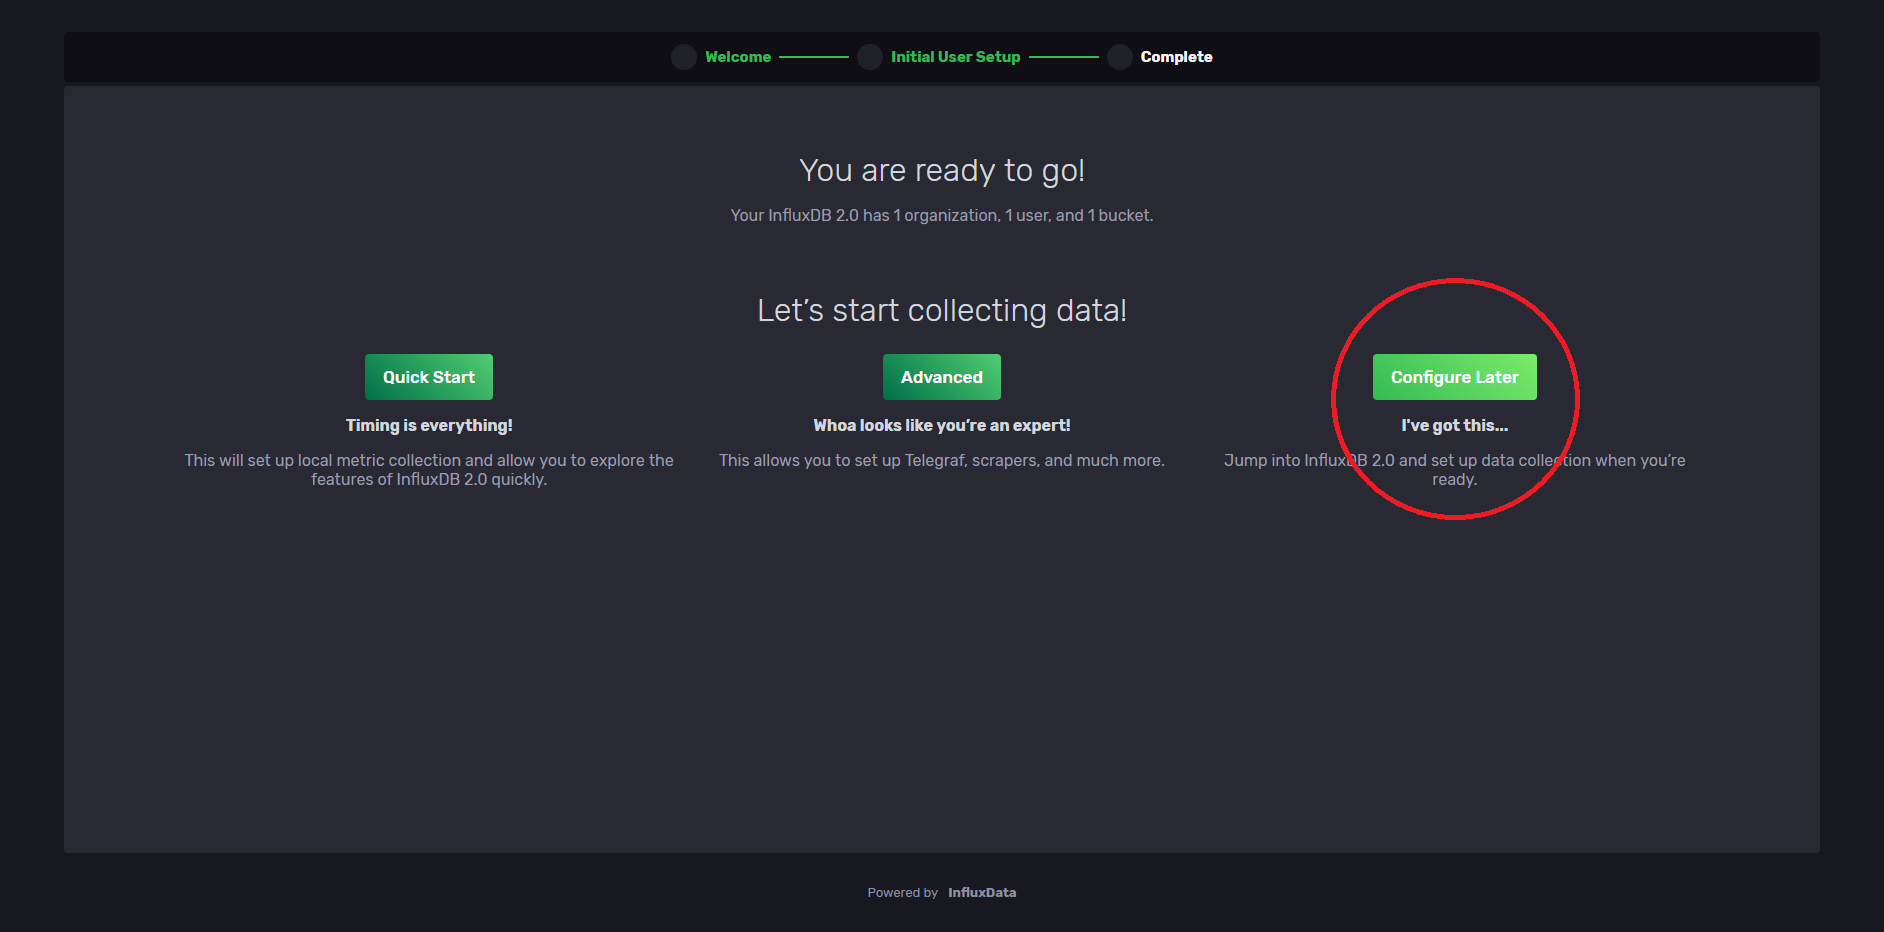 Welcome Initial User Setup Complete
You are ready to go!
Your InfluxDB 2.0 has 1 organization, 1 user, and 1 bucket.
Let’s start collecting data!
Quick Start
Timing is everything!
This will set up local metric collection and allow you to explore the
features of InfluxDB 2.0 quickly.
Advanced
Whoa looks like you’re an expert!
This allows you to set up Telegraf, scrapers, and much more.
Configure Later
I've got this...
Jump into InfluxDB 2.0 and set up data collection when you’re
ready.
Powered by InfluxData